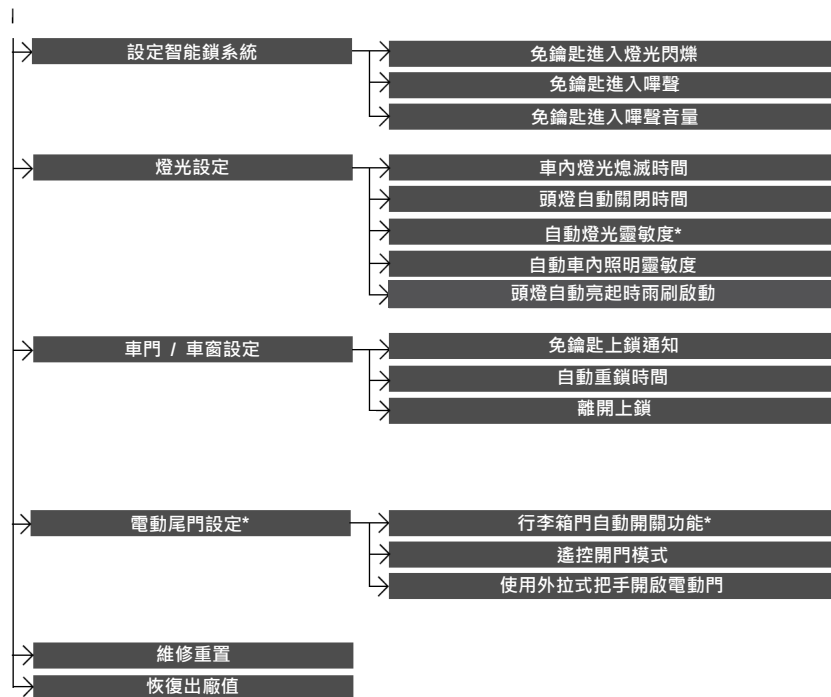 設定智能鎖系統
免鑰匙進入燈光閃爍
免鑰匙進入嗶聲
免鑰匙進入嗶聲音量
燈光設定
車內燈光熄滅時間
頭燈自動關閉時間
自動燈光靈敏度*
自動車內照明靈敏度
頭燈自動亮起時雨刷啟動
車門 / 車窗設定
免鑰匙上鎖通知
自動重鎖時間
離開上鎖
電動尾門設定*
行李箱門自動開關功能*
遙控開門模式
使用外拉式把手開啟電動門
維修重置
恢復出廠值